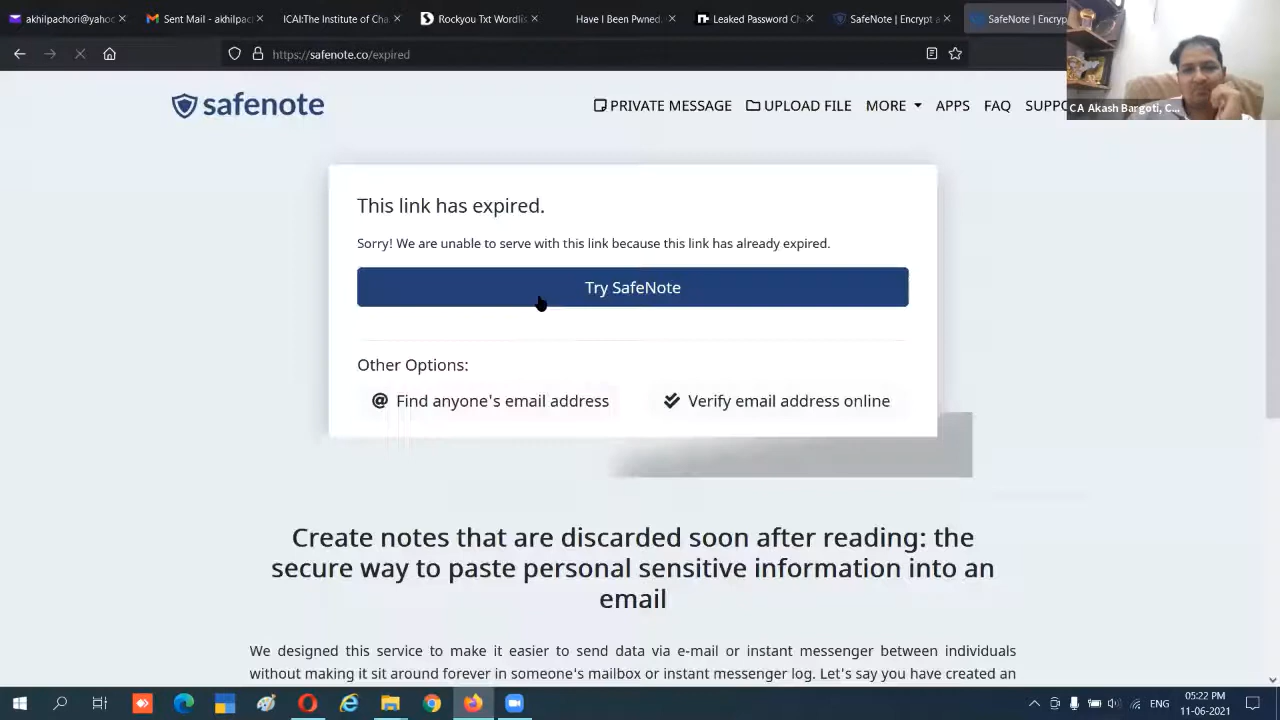 akhilpachori@yahoo
Sent Mail - akhilpac
ICAI:The Institute of Cha
Rockyou Txt Wordlis
Have I Been Pwned:
Leaked Password Ch
SafeNote | Encrypt a
SafeNote | Encryp
https://safenote.co/expired
CA Akash Bargoti, C...
safenote
PRIVATE MESSAGE
UPLOAD FILE
MORE
APPS
FAQ
SUPPO
This link has expired.
Sorry! We are unable to serve with this link because this link has already expired.
Try SafeNote
Other Options:
Find anyone's email address
Verify email address online
Create notes that are discarded soon after reading: the
secure way to paste personal sensitive information into an
email
We designed this service to make it easier to send data via e-mail or instant messenger between individuals
without making it sit around forever in someone's mailbox or instant messenger log. Let's say you have created an
ENG
05:22 PM
11-06-2021